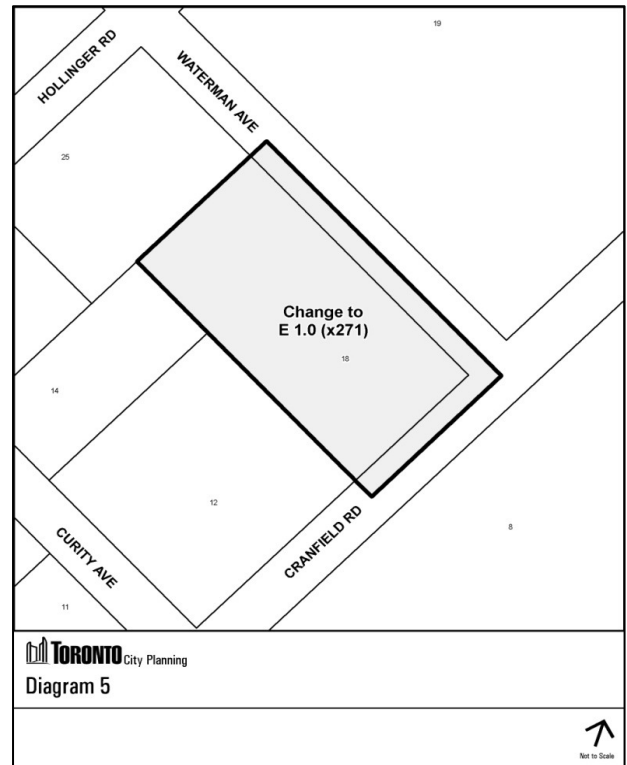 19
HOLLINGER RD
WATERMAN AVE
25
Change to
E 1.0 (x271)
18
14
12
CRANFIELD RD
8
CURITY AVE
11
TORONTO City Planning
Diagram 5
Not to Scale